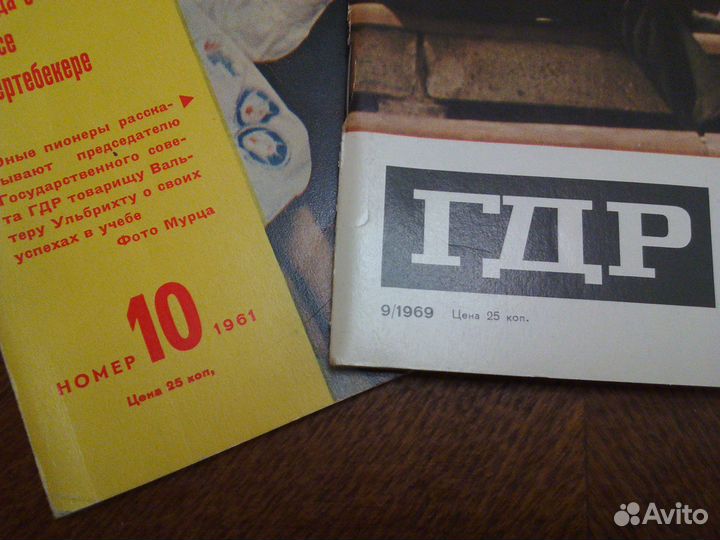 се
Юные пионеры расска-
зывают председателю
Государственного сове-
та ГДР товарищу Валь-
теру Ульбрихту о своих
успехах в учебе
Фото Мурца
НОМЕР 10 1961
Цена 25 коп,
ГДР
9/1969 Цена 25 коп.
Avito